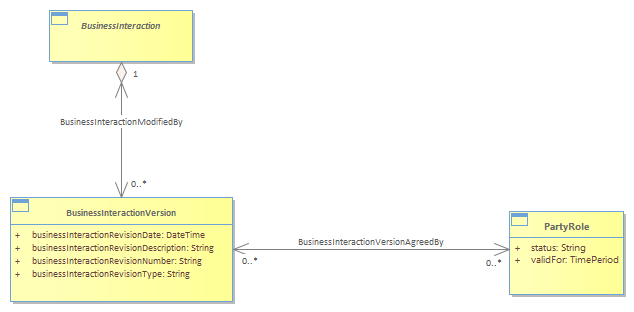 BusinessInteraction
1
BusinessInteractionModifiedBy
0..*
BusinessInteractionVersion
+ businessInteractionRevisionDate: DateTime
+ businessInteractionRevisionDescription: String
+ businessInteractionRevisionNumber: String
+ businessInteractionRevisionType: String
BusinessInteractionVersionAgreedBy
0..*
0..*
PartyRole
+ status: String
+ validFor: TimePeriod